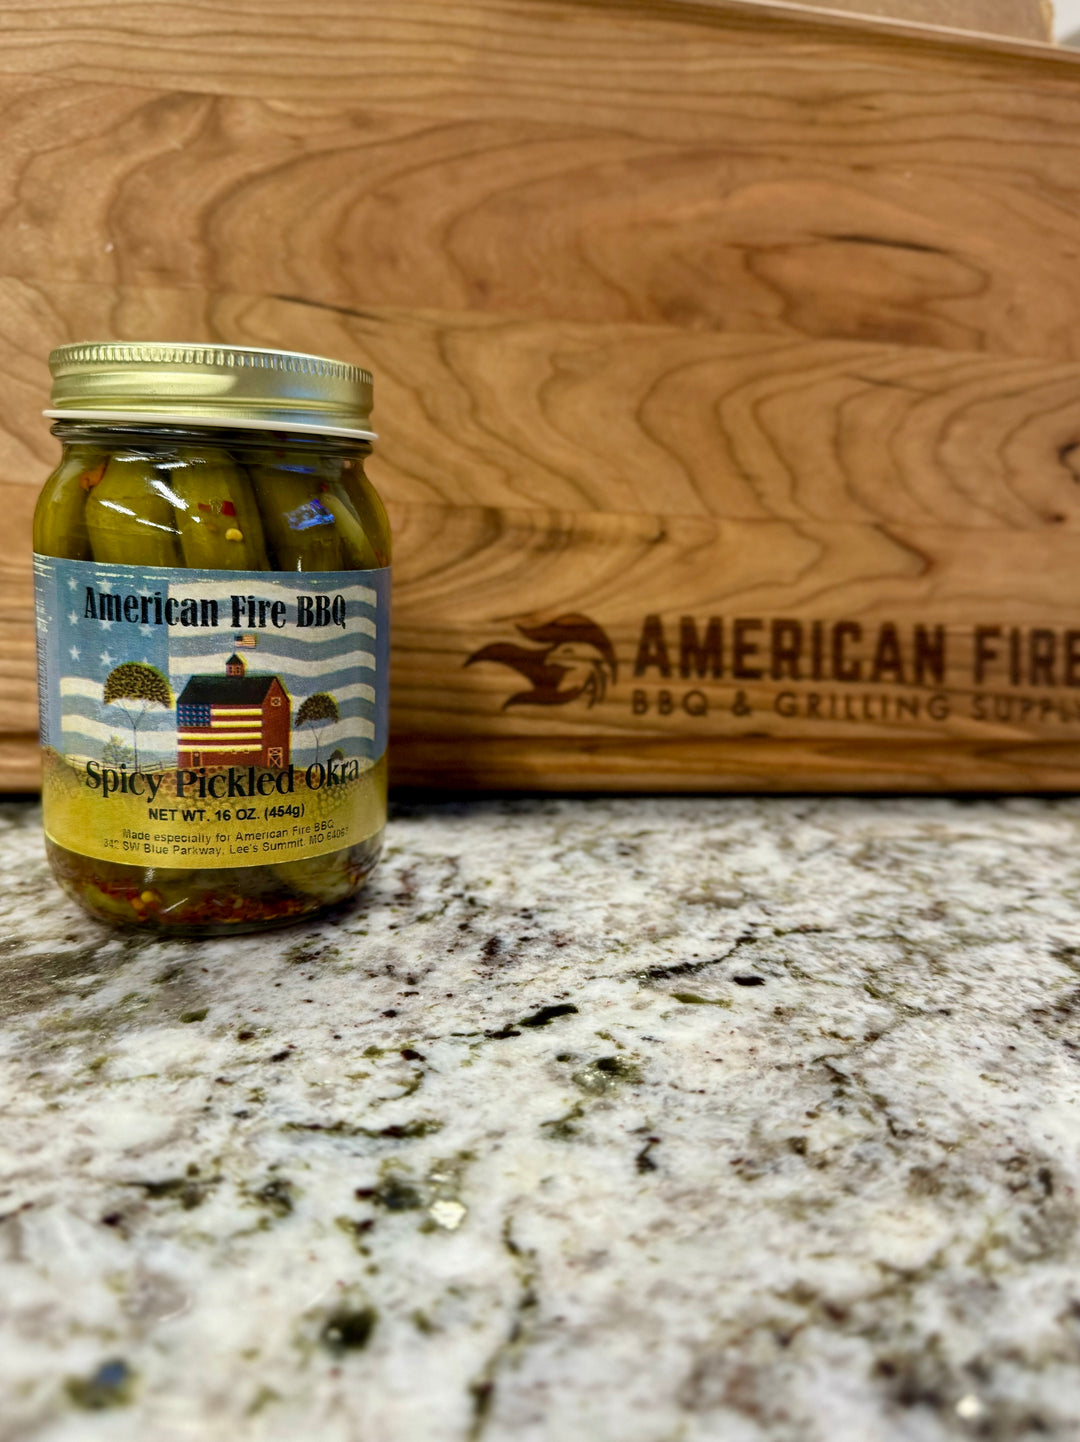 American Fire BBQ
Spicy Pickled Okra
NET WT. 16 OZ. (454g)
Made especially for American Fire BBQ
SW Blue Parkway, Lee's Summit, MO
AMERICAN FIRE
BBQ & GRILLING